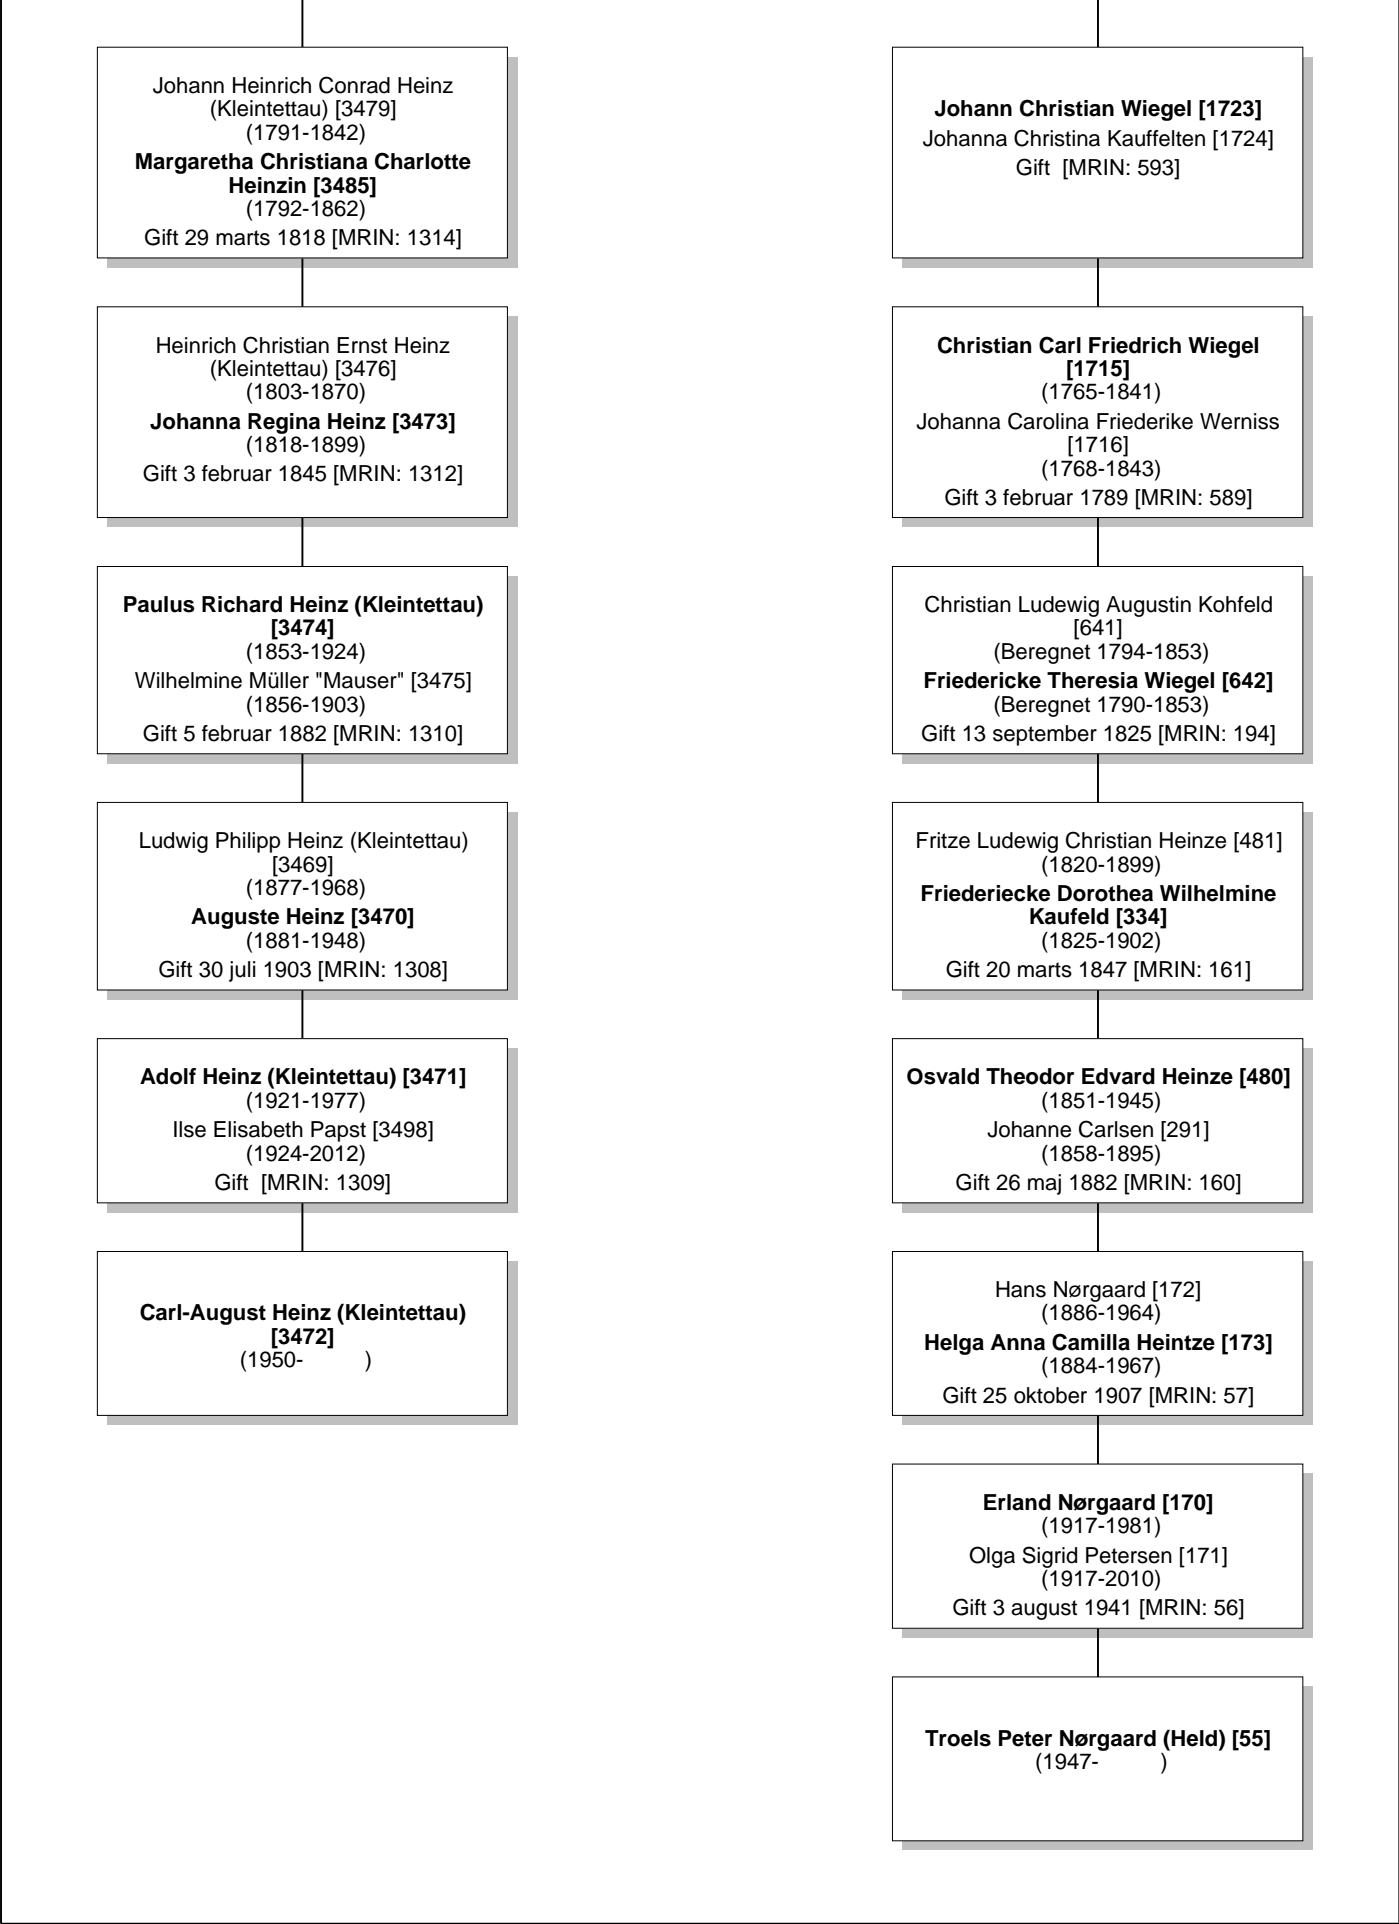 Johann Heinrich Conrad Heinz
(Kleintettau) [3479]
(1791-1842)
Margaretha Christiana Charlotte
Heinzin [3485]
(1792-1862)
Gift 29 marts 1818 [MRIN: 1314]
Heinrich Christian Ernst Heinz
(Kleintettau) [3476]
(1803-1870)
Johanna Regina Heinz [3473]
(1818-1899)
Gift 3 februar 1845 [MRIN: 1312]
Paulus Richard Heinz (Kleintettau)
[3474]
(1853-1924)
Wilhelmine Müller "Mauser" [3475]
(1856-1903)
Gift 5 februar 1882 [MRIN: 1310]
Ludwig Philipp Heinz (Kleintettau)
[3469]
(1877-1968)
Auguste Heinz [3470]
(1881-1948)
Gift 30 juli 1903 [MRIN: 1308]
Adolf Heinz (Kleintettau) [3471]
(1921-1977)
Ilse Elisabeth Papst [3498]
(1924-2012)
Gift  [MRIN: 1309]
Carl-August Heinz (Kleintettau)
[3472]
(1950-          )
Johann Christian Wiegel [1723]
Johanna Christina Kauffelten [1724]
Gift  [MRIN: 593]
Christian Carl Friedrich Wiegel
[1715]
(1765-1841)
Johanna Carolina Friederike Werniss
[1716]
(1768-1843)
Gift 3 februar 1789 [MRIN: 589]
Christian Ludewig Augustin Kohfeld
[641]
(Beregnet 1794-1853)
Friedericke Theresia Wiegel [642]
(Beregnet 1790-1853)
Gift 13 september 1825 [MRIN: 194]
Fritze Ludewig Christian Heinze [481]
(1820-1899)
Friederiecke Dorothea Wilhelmine
Kaufeld [334]
(1825-1902)
Gift 20 marts 1847 [MRIN: 161]
Osvald Theodor Edvard Heinze [480]
(1851-1945)
Johanne Carlsen [291]
(1858-1895)
Gift 26 maj 1882 [MRIN: 160]
Hans Nørgaard [172]
(1886-1964)
Helga Anna Camilla Heintze [173]
(1884-1967)
Gift 25 oktober 1907 [MRIN: 57]
Erland Nørgaard [170]
(1917-1981)
Olga Sigrid Petersen [171]
(1917-2010)
Gift 3 august 1941 [MRIN: 56]
Troels Peter Nørgaard (Held) [55]
(1947-          )